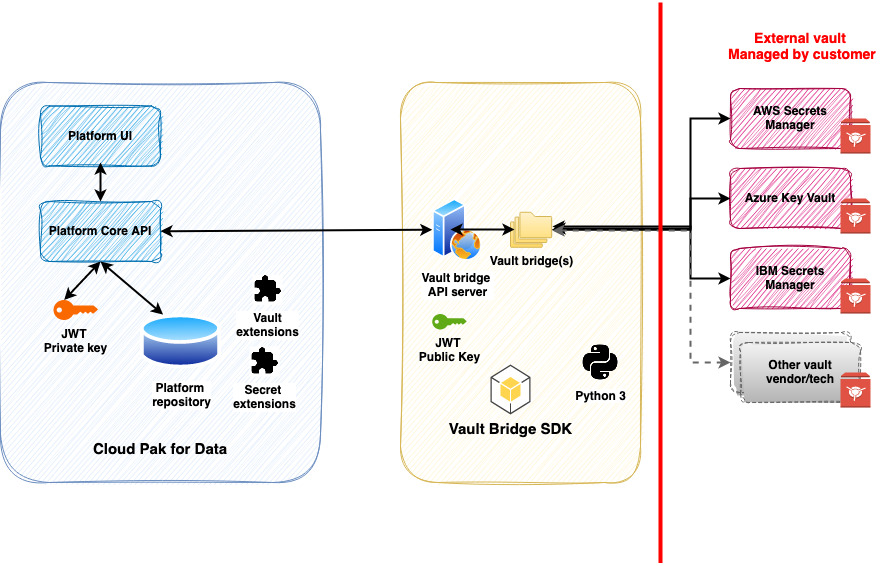 External vault
Managed by customer
Platform UI
Platform Core API
JWT
Private key
Platform
repository
Vault
extensions
Secret
extensions
Cloud Pak for Data
Vault bridge
API server
Vault bridge(s)
JWT
Public Key
Python 3
Vault Bridge SDK
AWS Secrets
Manager
Azure Key Vault
IBM Secrets
Manager
Other vault
vendor/tech